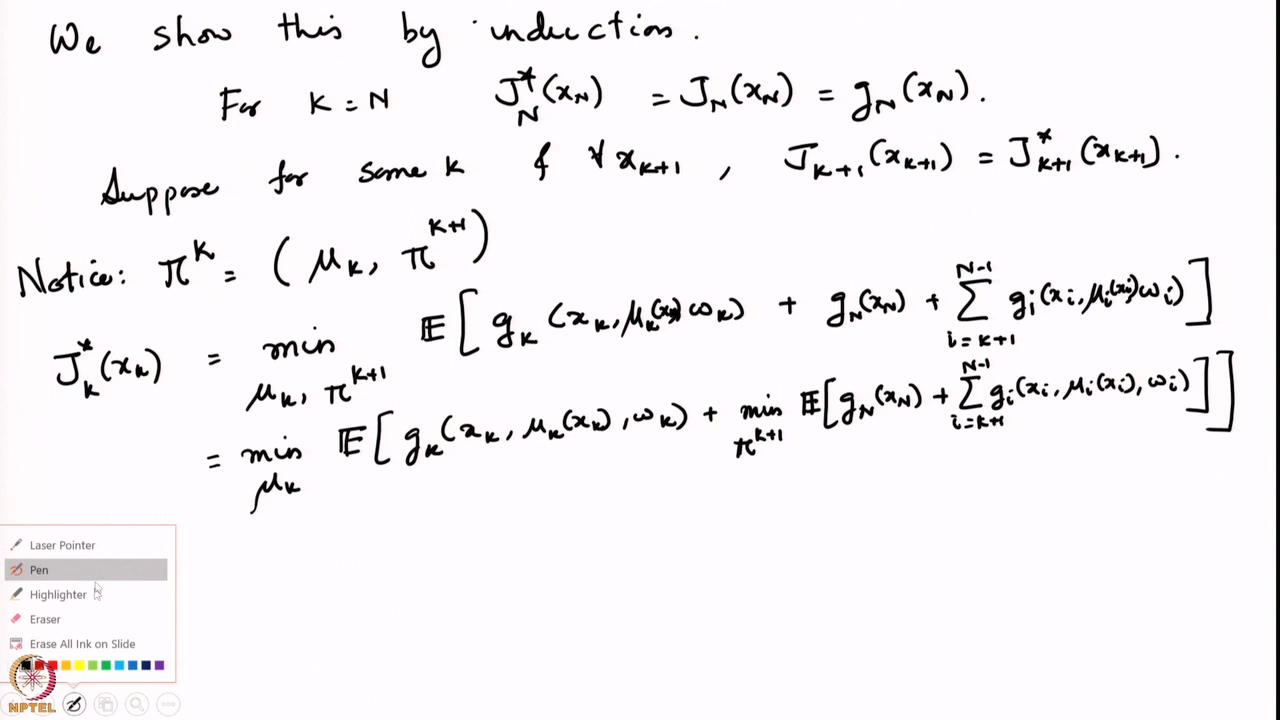 We show this by induction.
For K = N J*_N(x_N) = J_N(x_N) = g_N(x_N).
Suppose for some k & ∀ x_{k+1}, J_{k+1}(x_{k+1}) = J*_{k+1}(x_{k+1}).
Notice: π^k = (μ_k, π^{k+1})
J*_k(x_k) = min_{μ_k, π^{k+1}} 𝔼[g_k(x_k, μ_k(x_k) ω_k) + g_N(x_N) + ∑_{i=k+1}^{N-1} g_i(x_i, μ_i(x_i) ω_i)]
= min_{μ_k} 𝔼[g_k(x_k, μ_k(x_k), ω_k) + min_{π^{k+1}} 𝔼[g_N(x_N) + ∑_{i=k+1}^{N-1} g_i(x_i, μ_i(x_i), ω_i)]]
Laser Pointer
Pen
Highlighter
Eraser
Erase All Ink on Slide
NPTEL